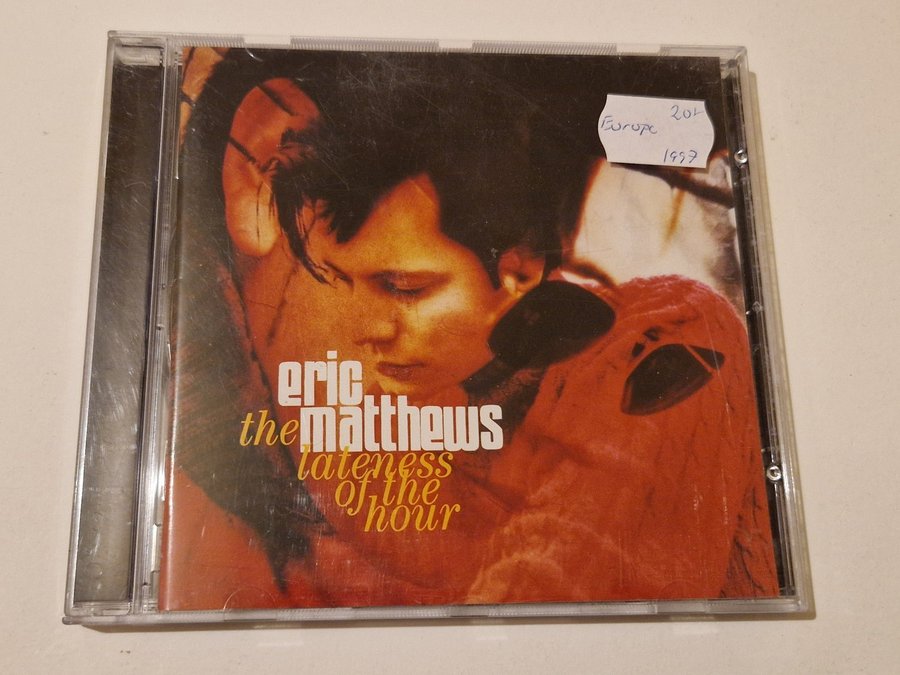 Europe 20:-
1997
eric
the matthews
lateness
of the
hour